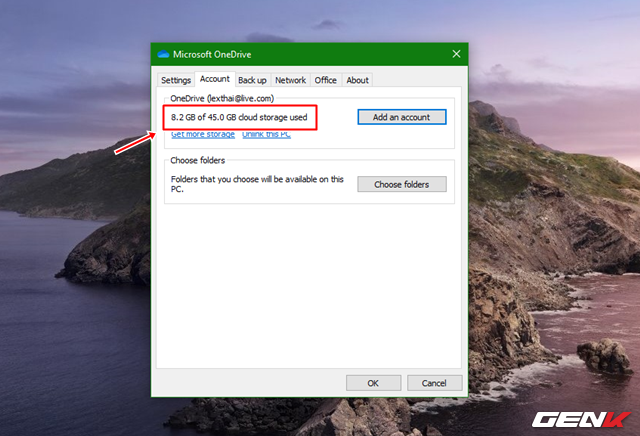 Microsoft OneDrive
Settings Account Back up Network Office About
OneDrive (lexthai@live.com)
8.2 GB of 45.0 GB cloud storage used
Add an account
Get more storage Unlink this PC
Choose folders
Folders that you choose will be available on this
PC.
Choose folders
OK Cancel
GENK